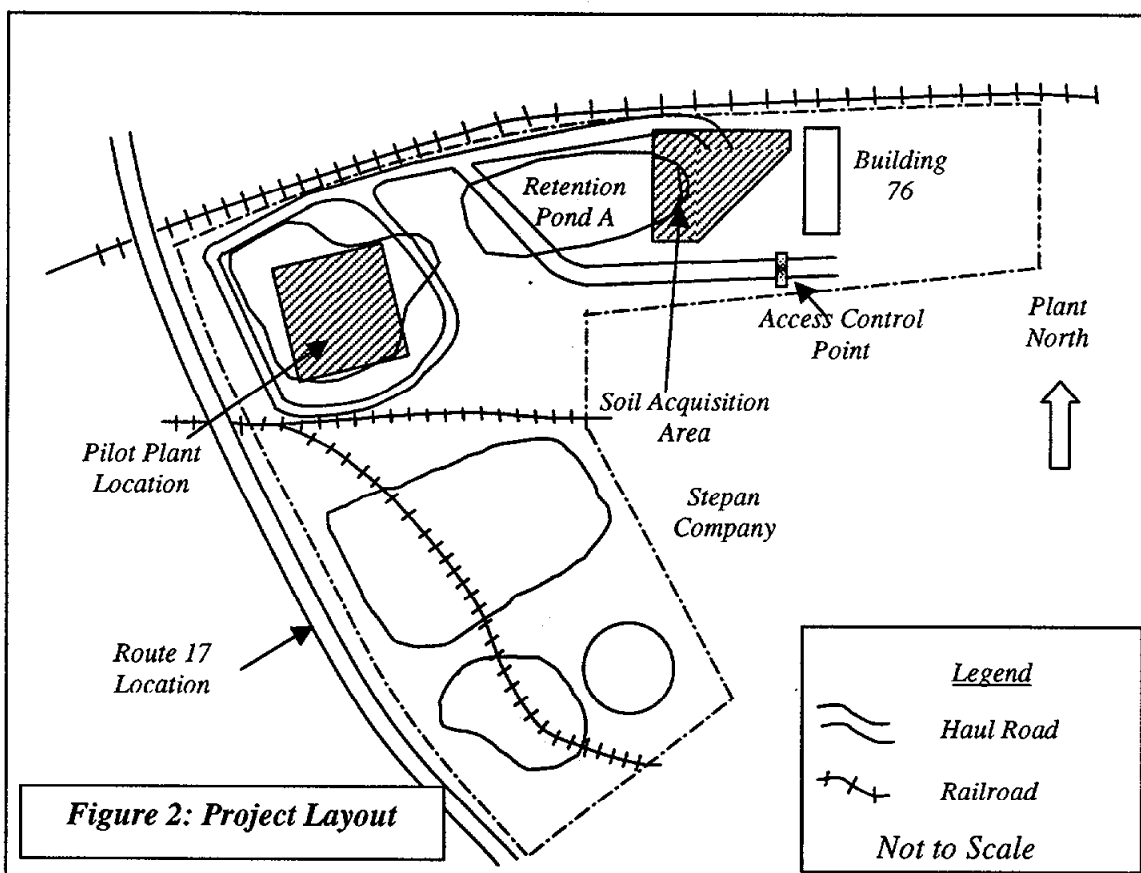 Retention
Pond A
Building
76
Access Control
Point
Plant
North
Soil Acquisition
Area
Pilot Plant
Location
Stepan
Company
Route 17
Location
Legend
Haul Road
Railroad
Not to Scale
Figure 2: Project Layout